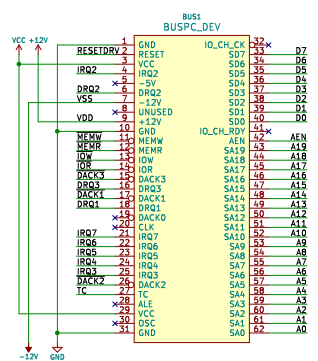 BUS1
BUSPC_DEV
VCC +12V
1 GND IO_CH_CK 32
RESETDRV 2 RESET SD7 33 D7
3 VCC SD6 34 D6
IRQ2 4 IRQ2 SD5 35 D5
5 -5V SD4 36 D4
DRQ2 6 DRQ2 SD3 37 D3
VSS 7 -12V SD2 38 D2
8 UNUSED SD1 39 D1
VDD 9 +12V SD0 40 D0
10 GND IO_CH_RDY 41
MEMW 11 MEMW AEN 42 AEN
MEMR 12 MEMR SA19 43 A19
IOW 13 IOW SA18 44 A18
IOR 14 IOR SA17 45 A17
DACK3 15 DACK3 SA16 46 A16
DRQ3 16 DRQ3 SA15 47 A15
DACK1 17 DACK1 SA14 48 A14
DRQ1 18 DRQ1 SA13 49 A13
19 DACK0 SA12 50 A12
20 CLK SA11 51 A11
IRQ7 21 IRQ7 SA10 52 A10
IRQ6 22 IRQ6 SA9 53 A9
IRQ5 23 IRQ5 SA8 54 A8
IRQ4 24 IRQ4 SA7 55 A7
IRQ3 25 IRQ3 SA6 56 A6
DACK2 26 DACK2 SA5 57 A5
TC 27 TC SA4 58 A4
28 ALE SA3 59 A3
29 VCC SA2 60 A2
30 OSC SA1 61 A1
31 GND SA0 62 A0
-12V GND